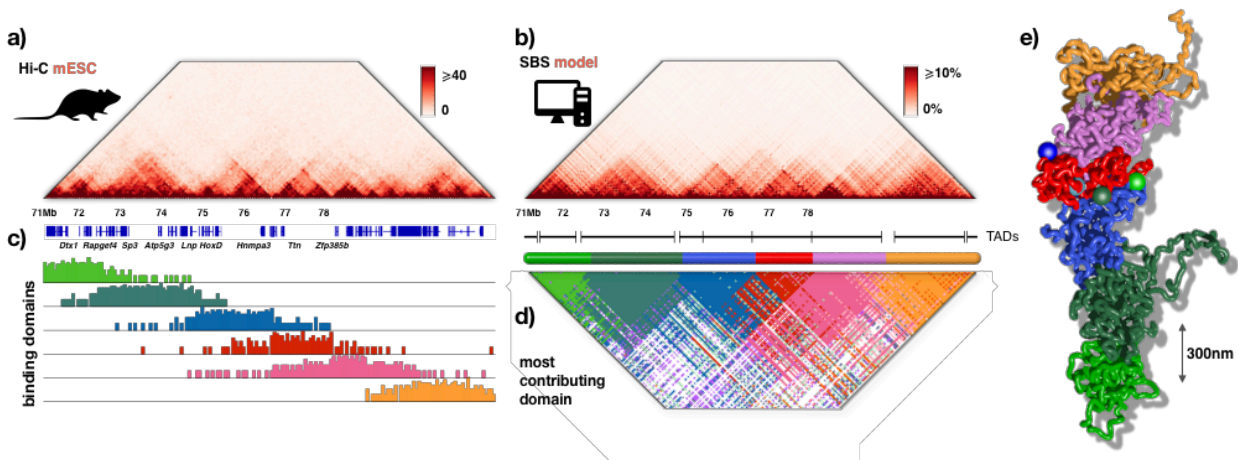 a)
Hi-C mESC
⩾40
0
71Mb 72 73 74 75 76 77 78
Dtx1 Rapgef4 Sp3 Atp5g3 Lnp HoxD Hnmpa3 Ttn Zfp385b
b)
SBS model
⩾10%
0%
71Mb 72 73 74 75 76 77 78
TADs
c)
binding domains
d)
most
contributing
domain
e)
300nm